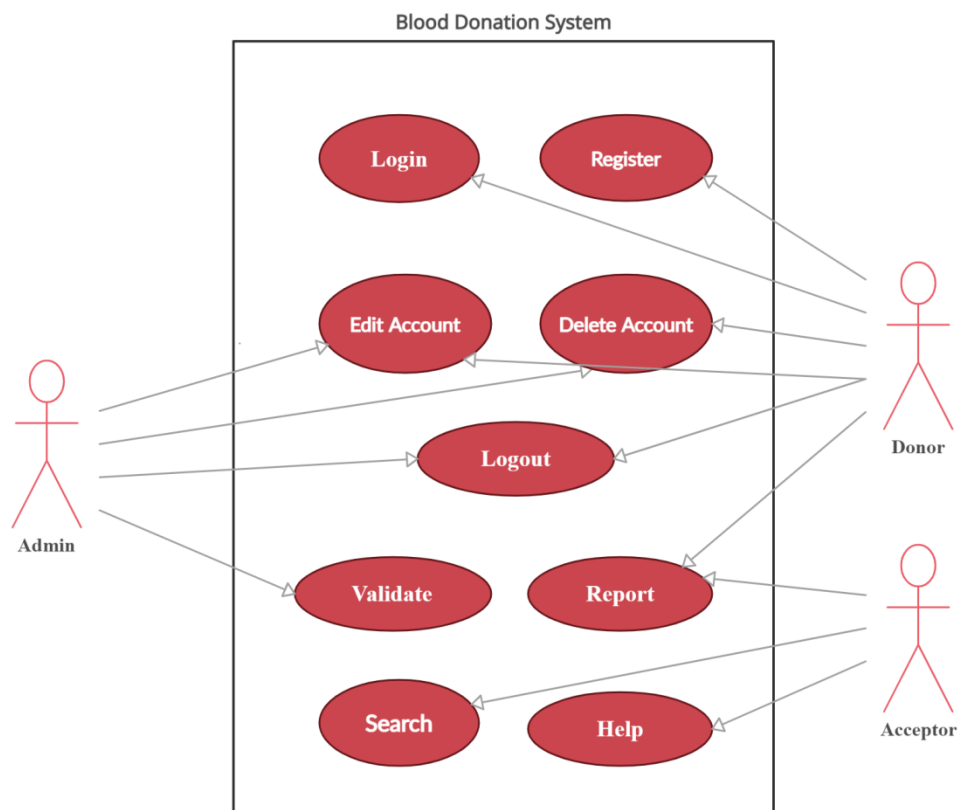 Blood Donation System
Login
Register
Edit Account
Delete Account
Donor
Logout
Admin
Validate
Report
Search
Help
Acceptor